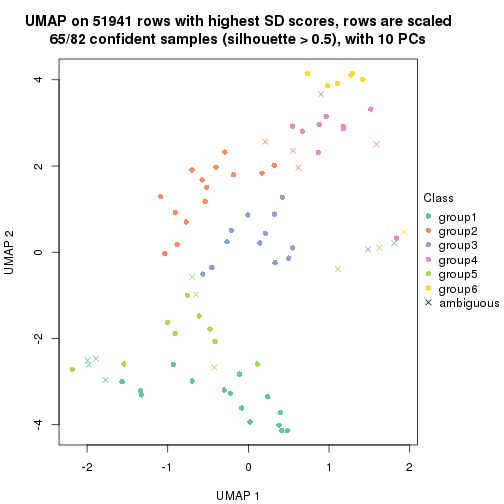 UMAP on 51941 rows with highest SD scores, rows are scaled
65/82 confident samples (silhouette > 0.5), with 10 PCs
4
2
0
-2
-4
UMAP 2
-2
-1
0
1
2
UMAP 1
Class
group1
group2
group3
group4
group5
group6
ambiguous